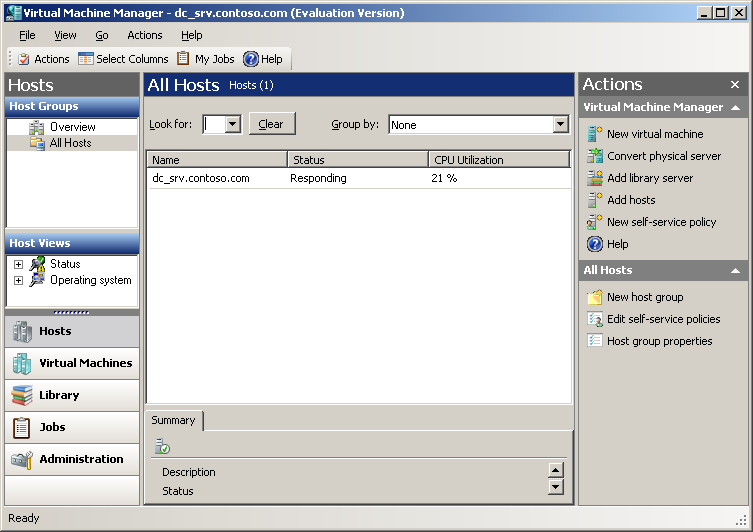 Virtual Machine Manager - dc_srv.contoso.com (Evaluation Version)
File View Go Actions Help
Actions Select Columns My Jobs Help
Hosts
Host Groups
Overview
All Hosts
Host Views
Status
Operating system
Hosts
Virtual Machines
Library
Jobs
Administration
All Hosts Hosts (1)
Look for: Clear Group by: None
Name Status CPU Utilization
dc_srv.contoso.com Responding 21 %
Summary
Description
Status
Actions
Virtual Machine Manager
New virtual machine
Convert physical server
Add library server
Add hosts
New self-service policy
Help
All Hosts
New host group
Edit self-service policies
Host group properties
Ready